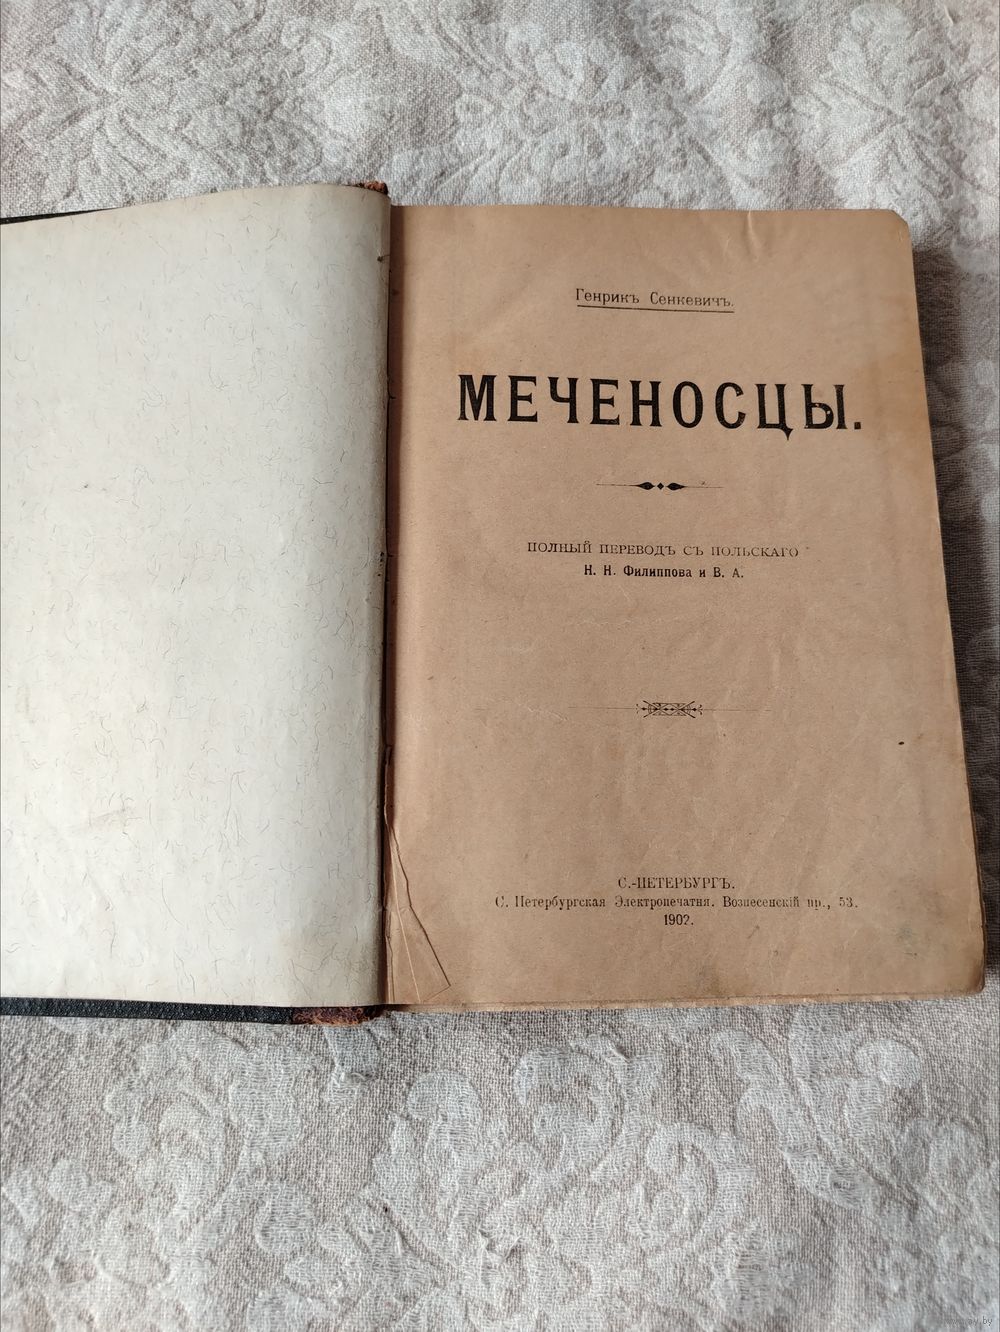 Генрикъ Сенкевичъ.
МЕЧЕНОСЦЫ.
ПОЛНЫЙ ПЕРЕВОДЪ СЪ ПОЛЬСКАГО
Н. Н. Филиппова и В. А.
С.-ПЕТЕРБУРГЪ.
С. Петербургская Электропечатня. Вознесенскій пр., 53.
1902.